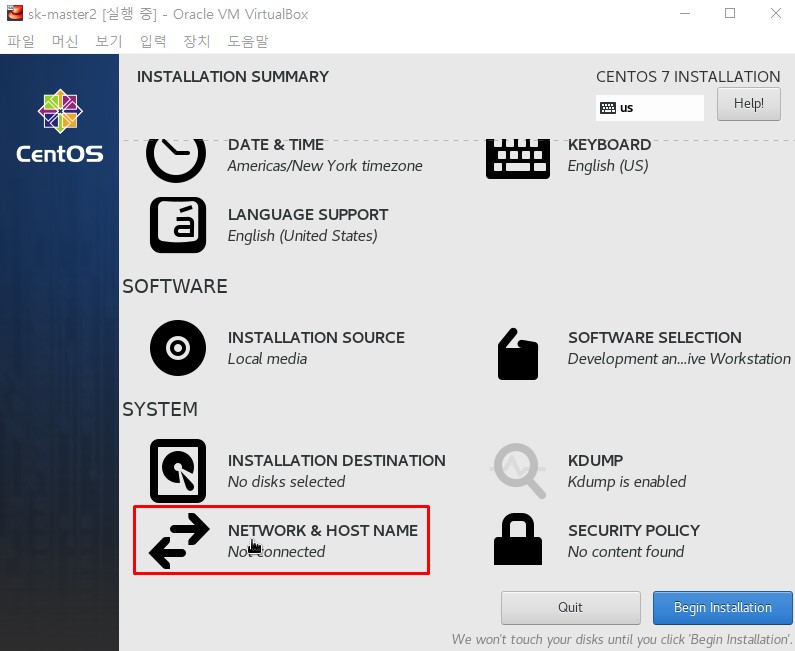 sk-master2 [실행 중] - Oracle VM VirtualBox
파일 머신 보기 입력 장치 도움말
INSTALLATION SUMMARY
CENTOS 7 INSTALLATION
us
Help!
CentOS
DATE & TIME
Americas/New York timezone
KEYBOARD
English (US)
á
LANGUAGE SUPPORT
English (United States)
SOFTWARE
INSTALLATION SOURCE
Local media
SOFTWARE SELECTION
Development an...ive Workstation
SYSTEM
INSTALLATION DESTINATION
No disks selected
KDUMP
Kdump is enabled
NETWORK & HOST NAME
Not connected
SECURITY POLICY
No content found
Quit
Begin Installation
We won't touch your disks until you click 'Begin Installation'.